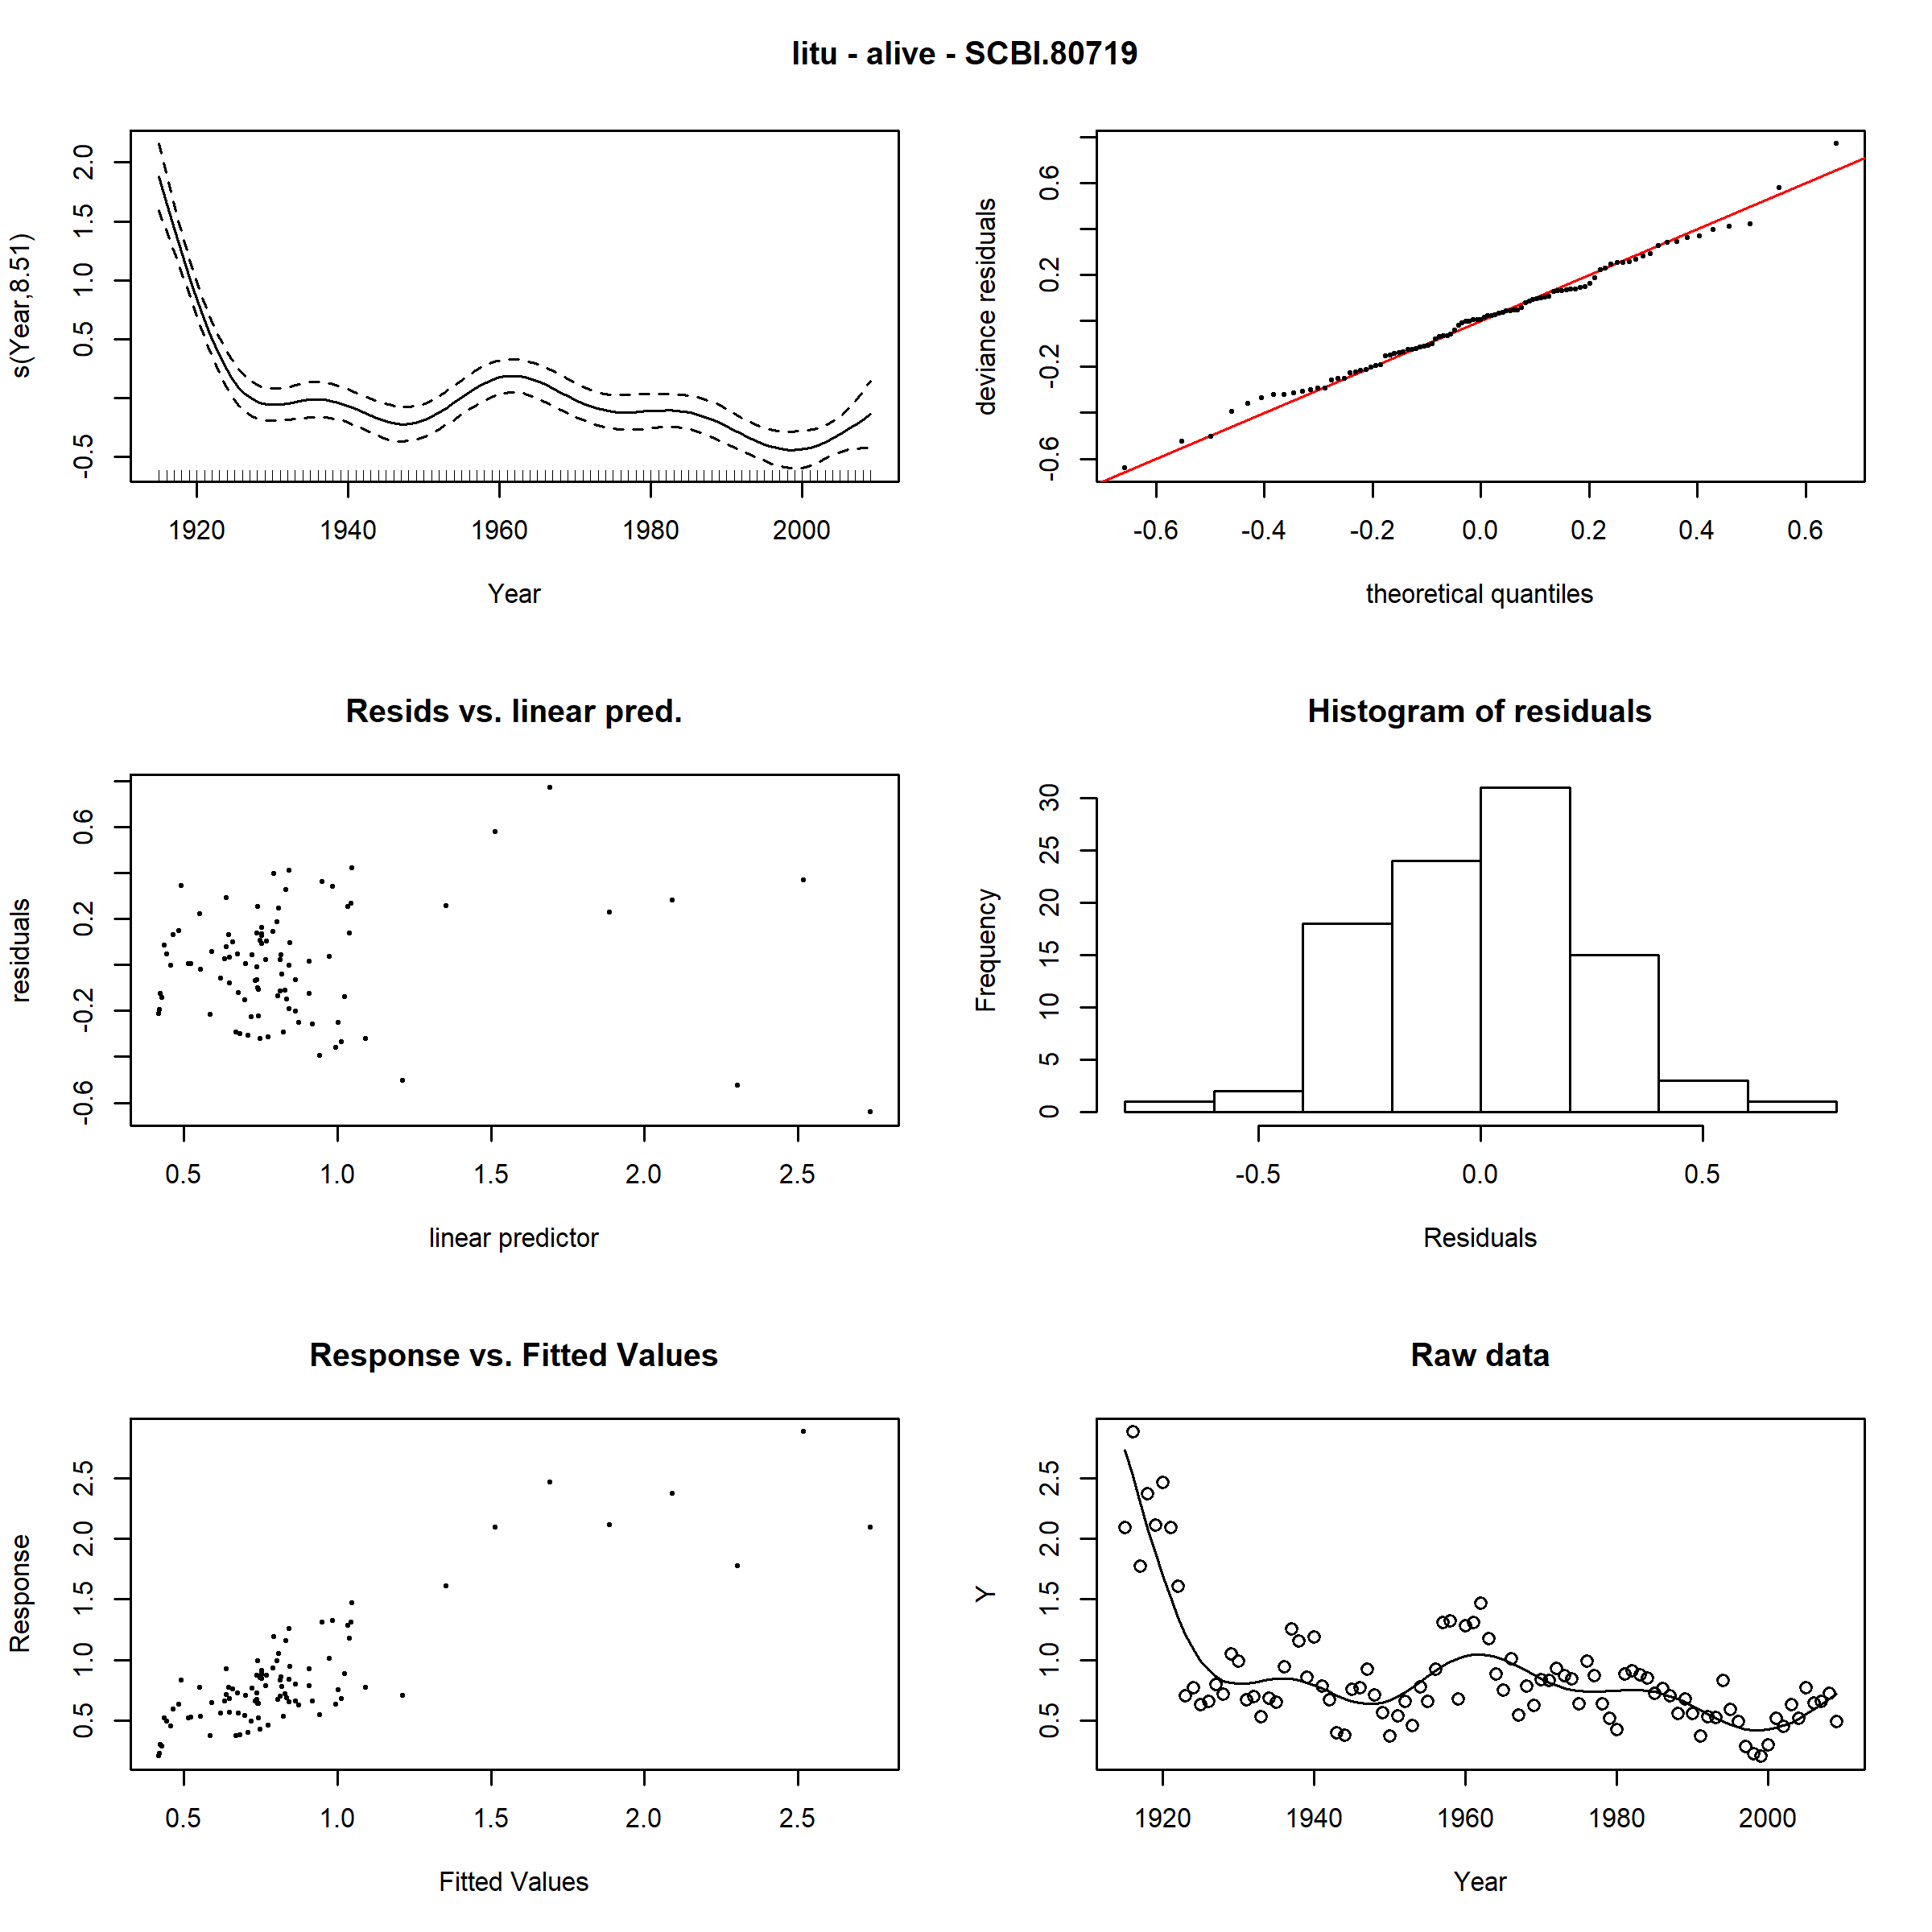 litu - alive - SCBI.80719
s(Year,8.51)
2.0
1.5
1.0
0.5
-0.5
1920 1940 1960 1980 2000
Year
deviance residuals
0.6
0.2
-0.2
-0.6
-0.6 -0.4 -0.2 0.0 0.2 0.4 0.6
theoretical quantiles
Resids vs. linear pred.
residuals
0.6
0.2
-0.2
-0.6
0.5 1.0 1.5 2.0 2.5
linear predictor
Histogram of residuals
Frequency
30
25
20
15
10
5
0
-0.5 0.0 0.5
Residuals
Response vs. Fitted Values
Response
2.5
2.0
1.5
1.0
0.5
0.5 1.0 1.5 2.0 2.5
Fitted Values
Raw data
Y
2.5
2.0
1.5
1.0
0.5
1920 1940 1960 1980 2000
Year